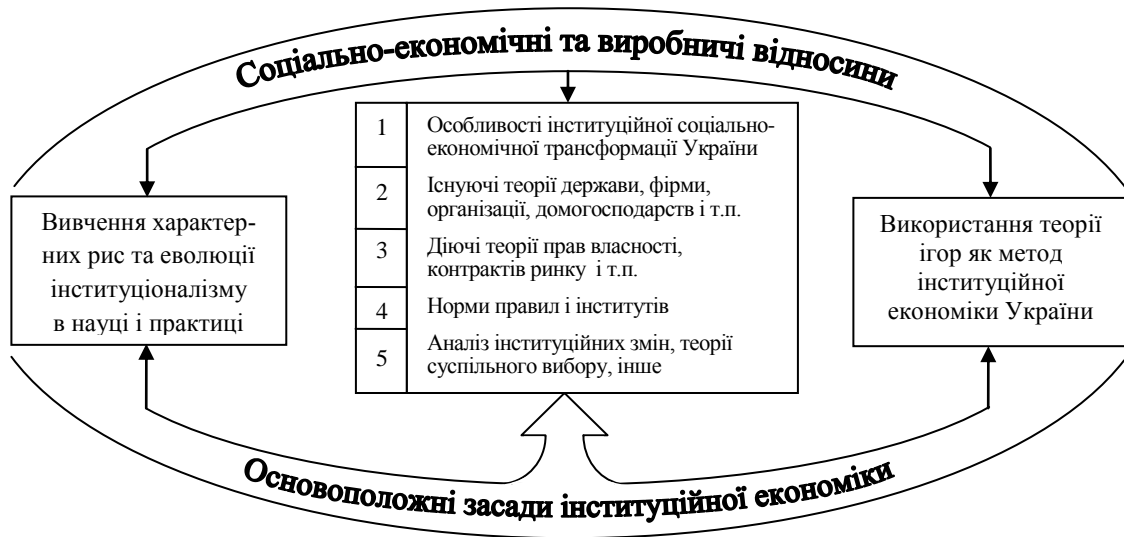 Соціально-економічні та виробничі відносини
1
Особливості інституційної соціально-
економічної трансформації України
2
Існуючі теорії держави, фірми,
організації, домогосподарств і т.п.
3
Діючі теорії прав власності,
контрактів ринку і т.п.
4
Норми правил і інститутів
5
Аналіз інституційних змін, теорії
суспільного вибору, інше
Вивчення характер-
них рис та еволюції
інституціоналізму
в науці і практиці
Використання теорії
ігор як метод
інституційної
економіки України
Основоположні засади інституційної економіки